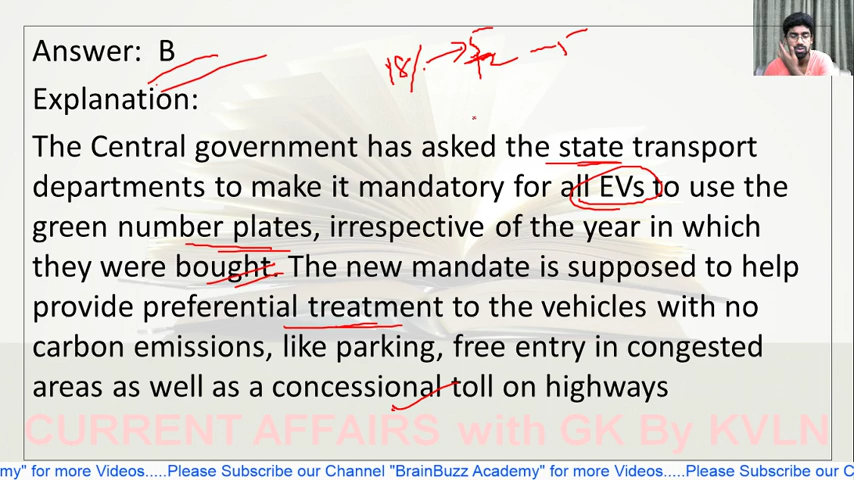 Answer: B
18% → 5%
Explanation:
The Central government has asked the state transport
departments to make it mandatory for all EVs to use the
green number plates, irrespective of the year in which
they were bought. The new mandate is supposed to help
provide preferential treatment to the vehicles with no
carbon emissions, like parking, free entry in congested
areas as well as a concessional toll on highways
CURRENT AFFAIRS with GK By KVLN
my" for more Videos.....Please Subscribe our Channel "BrainBuzz Academy" for more Videos.....Please Subscribe our C